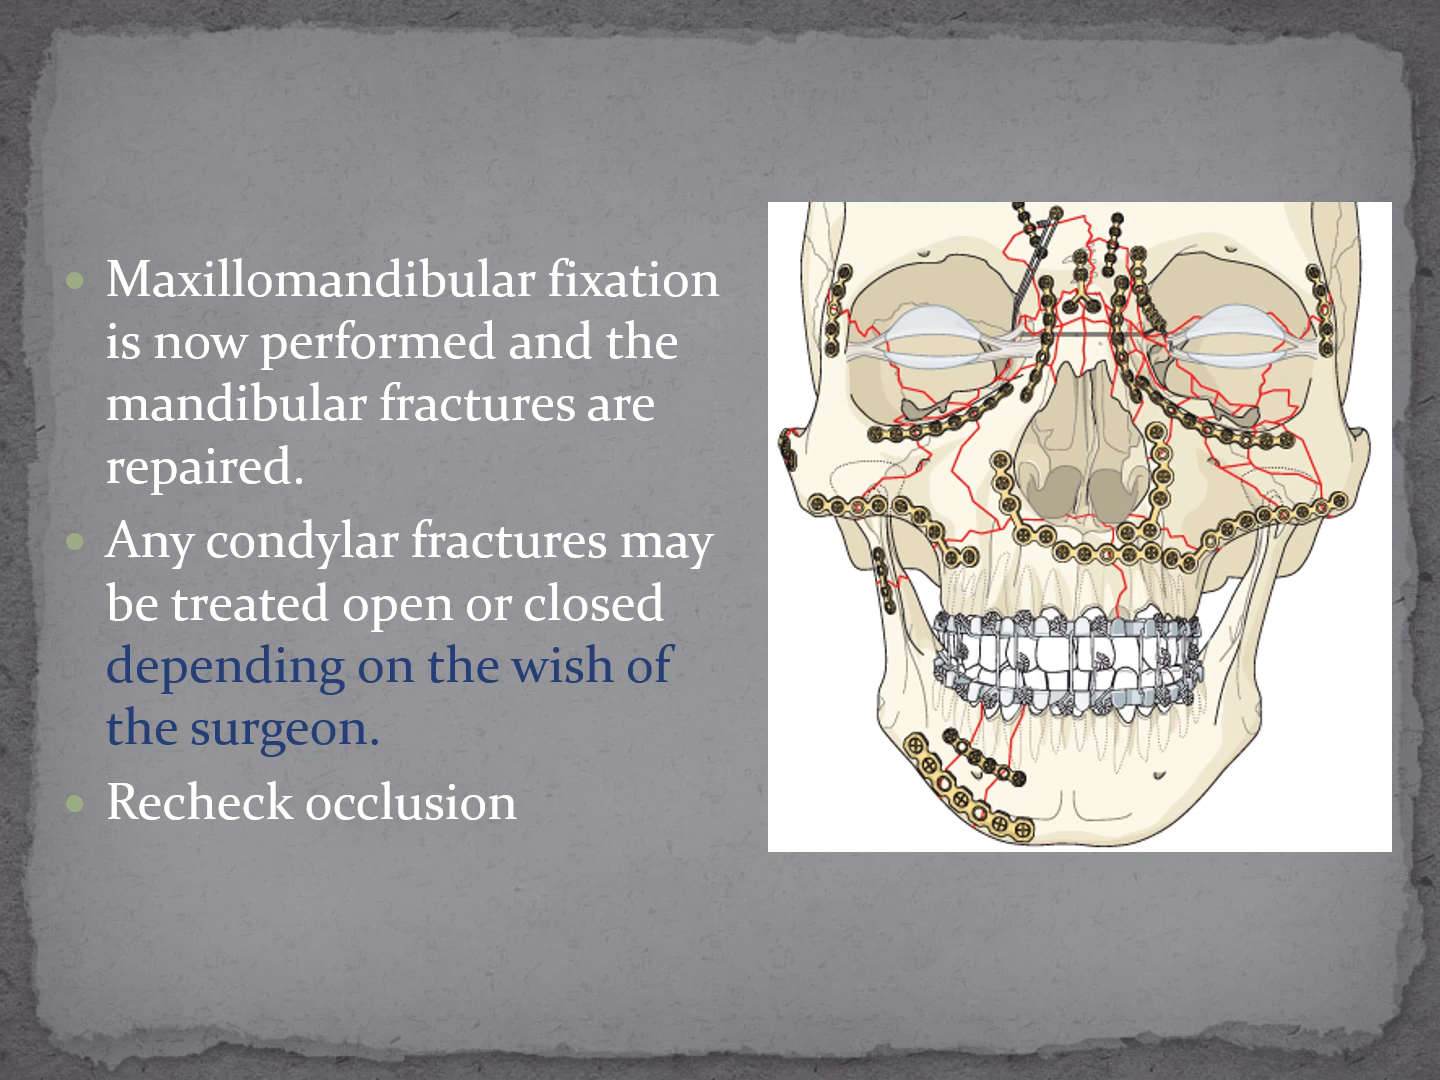 Maxillomandibular fixation
is now performed and the
mandibular fractures are
repaired.
Any condylar fractures may
be treated open or closed
depending on the wish of
the surgeon.
Recheck occlusion